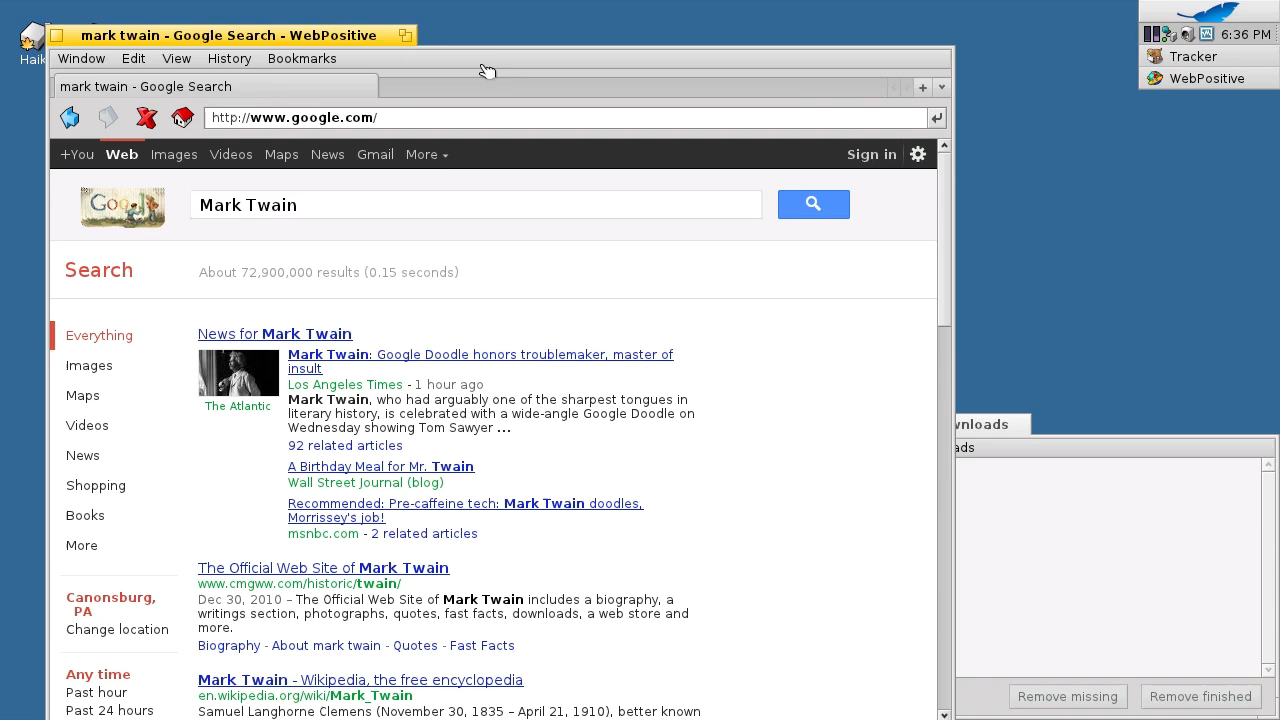 mark twain - Google Search - WebPositive
6:36 PM
Tracker
WebPositive
Window Edit View History Bookmarks
mark twain - Google Search
http://www.google.com/
+You Web Images Videos Maps News Gmail More Sign in
Mark Twain
Search About 72,900,000 results (0.15 seconds)
Everything
Images
Maps
Videos
News
Shopping
Books
More
Canonsburg,
PA
Change location
Any time
Past hour
Past 24 hours
News for Mark Twain
Mark Twain: Google Doodle honors troublemaker, master of
insult
Los Angeles Times - 1 hour ago
The Atlantic
Mark Twain, who had arguably one of the sharpest tongues in
literary history, is celebrated with a wide-angle Google Doodle on
Wednesday showing Tom Sawyer ...
92 related articles
A Birthday Meal for Mr. Twain
Wall Street Journal (blog)
Recommended: Pre-caffeine tech: Mark Twain doodles,
Morrissey's job!
msnbc.com - 2 related articles
The Official Web Site of Mark Twain
www.cmgww.com/historic/twain/
Dec 30, 2010 – The Official Web Site of Mark Twain includes a biography, a
writings section, photographs, quotes, fast facts, downloads, a web store and
more.
Biography - About mark twain - Quotes - Fast Facts
Mark Twain - Wikipedia, the free encyclopedia
en.wikipedia.org/wiki/Mark_Twain
Samuel Langhorne Clemens (November 30, 1835 – April 21, 1910), better known
Haik
wnloads
ads
Remove missing Remove finished